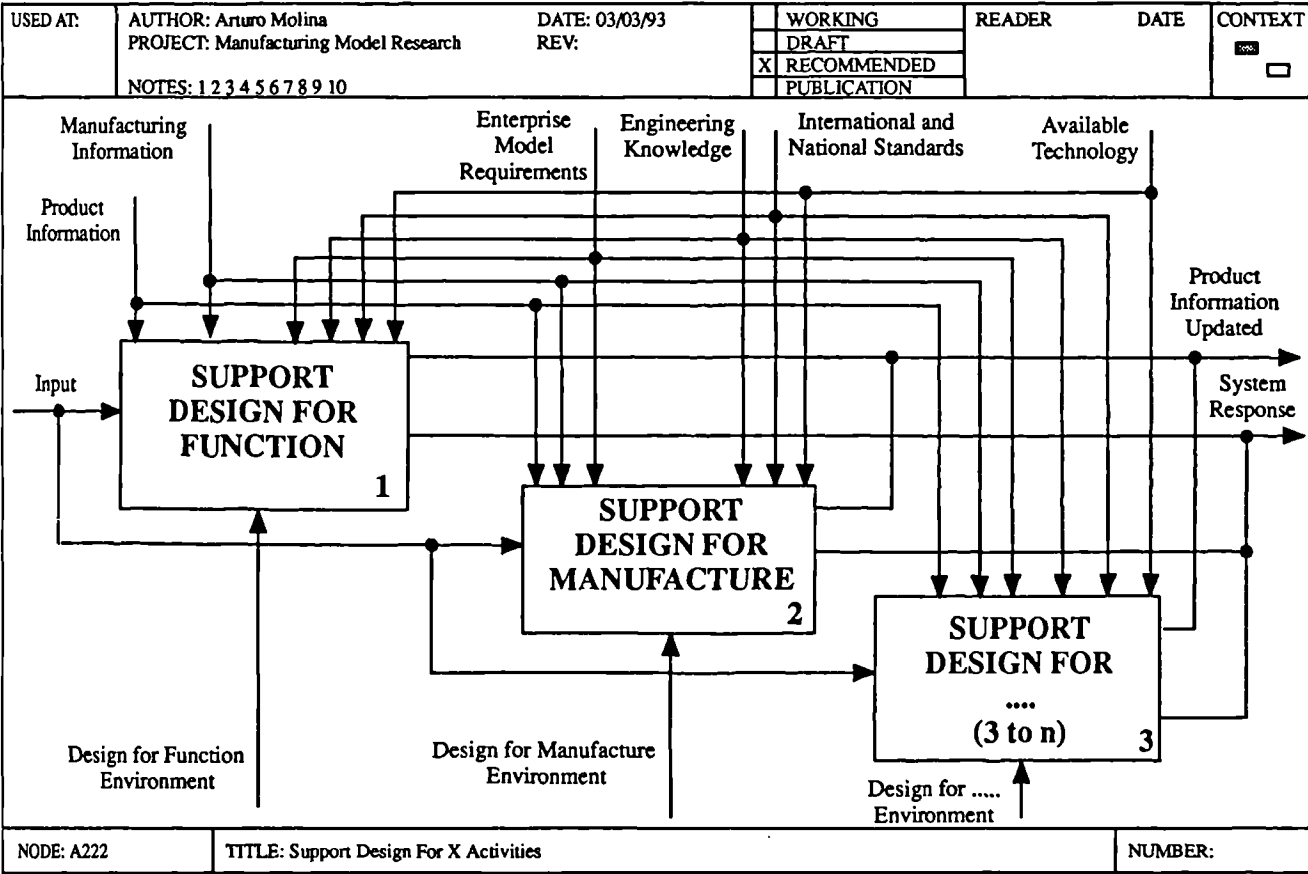 USED AT:
AUTHOR: Arturo Molina
DATE: 03/03/93
PROJECT: Manufacturing Model Research
REV:
NOTES: 1 2 3 4 5 6 7 8 9 10
WORKING
DRAFT
X RECOMMENDED
PUBLICATION
READER
DATE
CONTEXT
Manufacturing
Information
Enterprise
Model
Requirements
Engineering
Knowledge
International and
National Standards
Available
Technology
Product
Information
Product
Information
Updated
Input
System
Response
SUPPORT
DESIGN FOR
FUNCTION
1
SUPPORT
DESIGN FOR
MANUFACTURE
2
SUPPORT
DESIGN FOR
....
(3 to n)
3
Design for Function
Environment
Design for Manufacture
Environment
Design for .....
Environment
NODE: A222
TITLE: Support Design For X Activities
NUMBER: